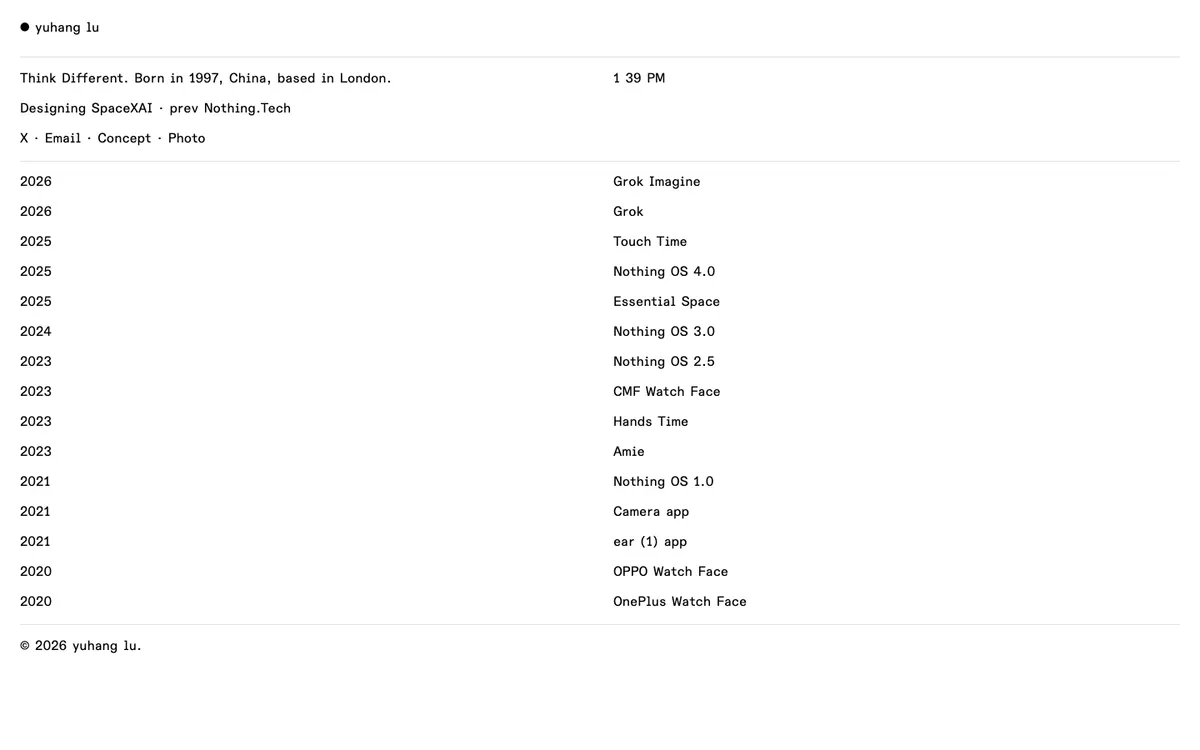 ● yuhang lu
Think Different. Born in 1997, China, based in London.
1 39 PM
Designing SpaceXAI · prev Nothing.Tech
X · Email · Concept · Photo
2026 Grok Imagine
2026 Grok
2025 Touch Time
2025 Nothing OS 4.0
2025 Essential Space
2024 Nothing OS 3.0
2023 Nothing OS 2.5
2023 CMF Watch Face
2023 Hands Time
2023 Amie
2021 Nothing OS 1.0
2021 Camera app
2021 ear (1) app
2020 OPPO Watch Face
2020 OnePlus Watch Face
© 2026 yuhang lu.